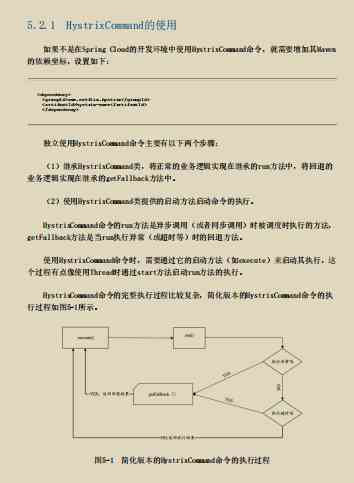 5.2.1 HystrixCommand的使用
如果不是在Spring Cloud的开发环境中使用HystrixCommand命令，就需要增加其Maven
的依赖坐标，设置如下：
<dependency>
<groupId>com.netflix.hystrix</groupId>
<artifactId>hystrix-core</artifactId>
</dependency>
独立使用HystrixCommand命令主要有以下两个步骤：
（1）继承HystrixCommand类，将正常的业务逻辑实现在继承的run方法中，将回退的
业务逻辑实现在继承的getFallback方法中。
（2）使用HystrixCommand类提供的启动方法启动命令的执行。
HystrixCommand命令的run方法是异步调用（或者同步调用）时被调度时执行的方法，
getFallback方法是当run执行异常（或超时等）时的回退方法。
使用HystrixCommand命令时，需要通过它的启动方法（如execute）来启动其执行，这
个过程有点像使用Thread时通过start方法启动run方法的执行。
HystrixCommand命令的完整执行过程比较复杂，简化版本的HystrixCommand命令的执
行过程如图5-1所示。
execute()
run()
执行异常吗
YES
NO
getFallback（）
执行超时吗
YES
图5-1 简化版本的HystrixCommand命令的执行过程